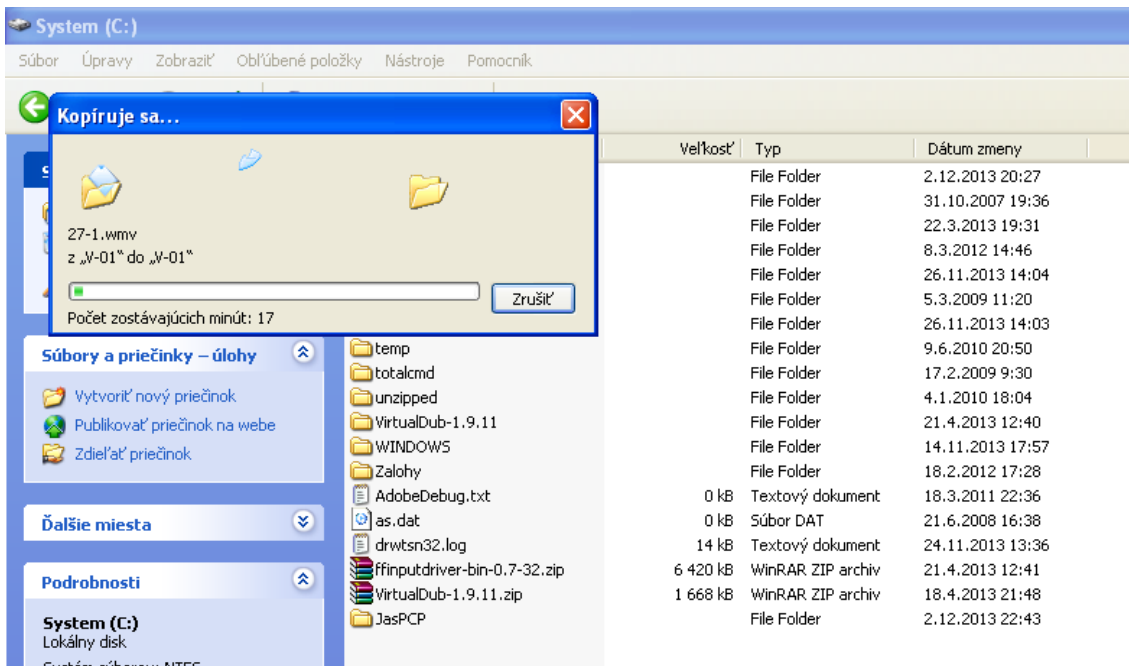 System (C:)
Súbor Úpravy Zobraziť Obľúbené položky Nástroje Pomocník
Kopíruje sa...
27-1.wmv
z „V-01“ do „V-01“
Zrušiť
Počet zostávajúcich minút: 17
Súbory a priečinky – úlohy
Vytvoriť nový priečinok
Publikovať priečinok na webe
Zdieľať priečinok
Ďalšie miesta
Podrobnosti
System (C:)
Lokálny disk
Veľkosť Typ Dátum zmeny
File Folder 2.12.2013 20:27
File Folder 31.10.2007 19:36
File Folder 22.3.2013 19:31
File Folder 8.3.2012 14:46
File Folder 26.11.2013 14:04
File Folder 5.3.2009 11:20
File Folder 26.11.2013 14:03
temp File Folder 9.6.2010 20:50
totalcmd File Folder 17.2.2009 9:30
unzipped File Folder 4.1.2010 18:04
VirtualDub-1.9.11 File Folder 21.4.2013 12:40
WINDOWS File Folder 14.11.2013 17:57
Zalohy File Folder 18.2.2012 17:28
AdobeDebug.txt 0 kB Textový dokument 18.3.2011 22:36
as.dat 0 kB Súbor DAT 21.6.2008 16:38
drwtsn32.log 14 kB Textový dokument 24.11.2013 13:36
ffinputdriver-bin-0.7-32.zip 6 420 kB WinRAR ZIP archiv 21.4.2013 12:41
VirtualDub-1.9.11.zip 1 668 kB WinRAR ZIP archiv 18.4.2013 21:48
JasPCP File Folder 2.12.2013 22:43